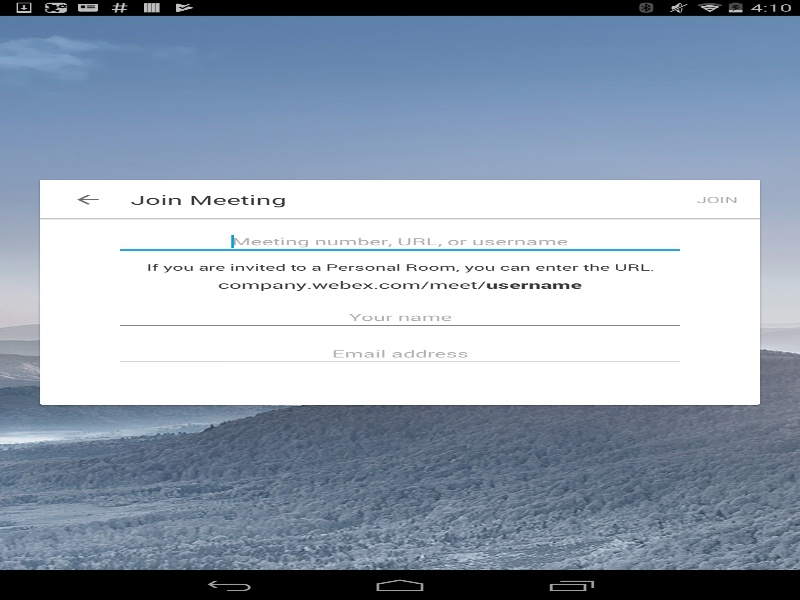 4:10
Join Meeting
JOIN
Meeting number, URL, or username
If you are invited to a Personal Room, you can enter the URL.
company.webex.com/meet/username
Your name
Email address